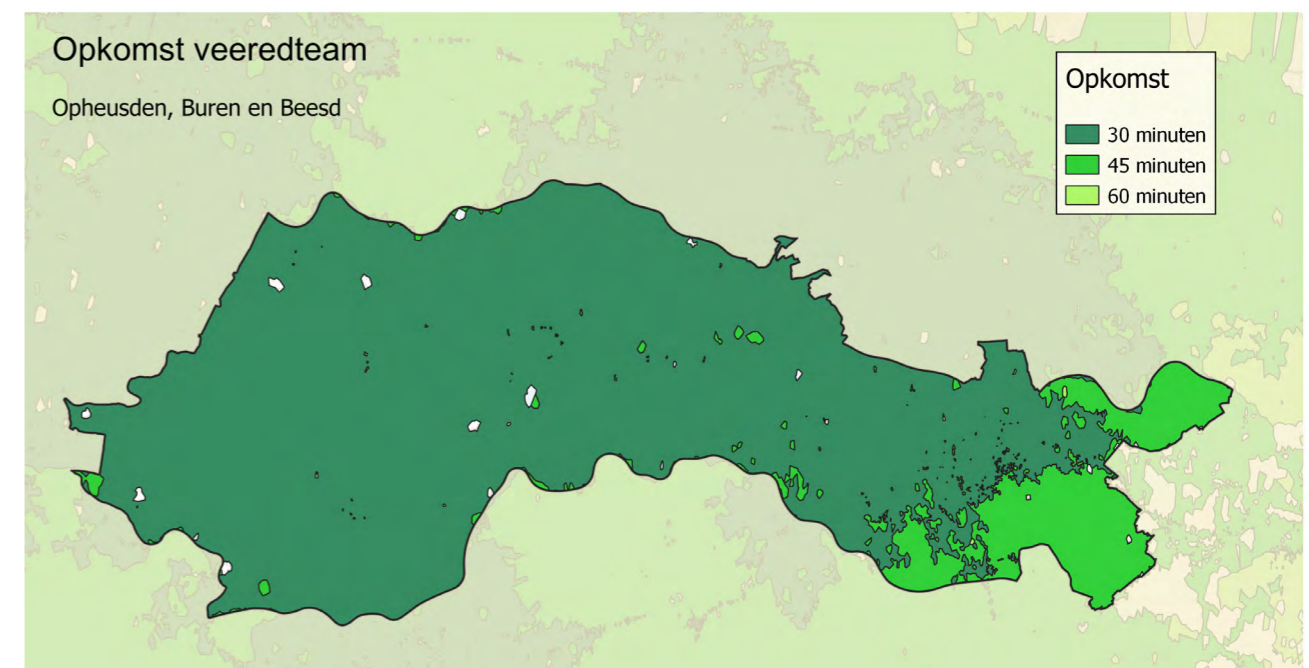 Opkomst veeredteam
Opheusden, Buren en Beesd
Opkomst
30 minuten
45 minuten
60 minuten